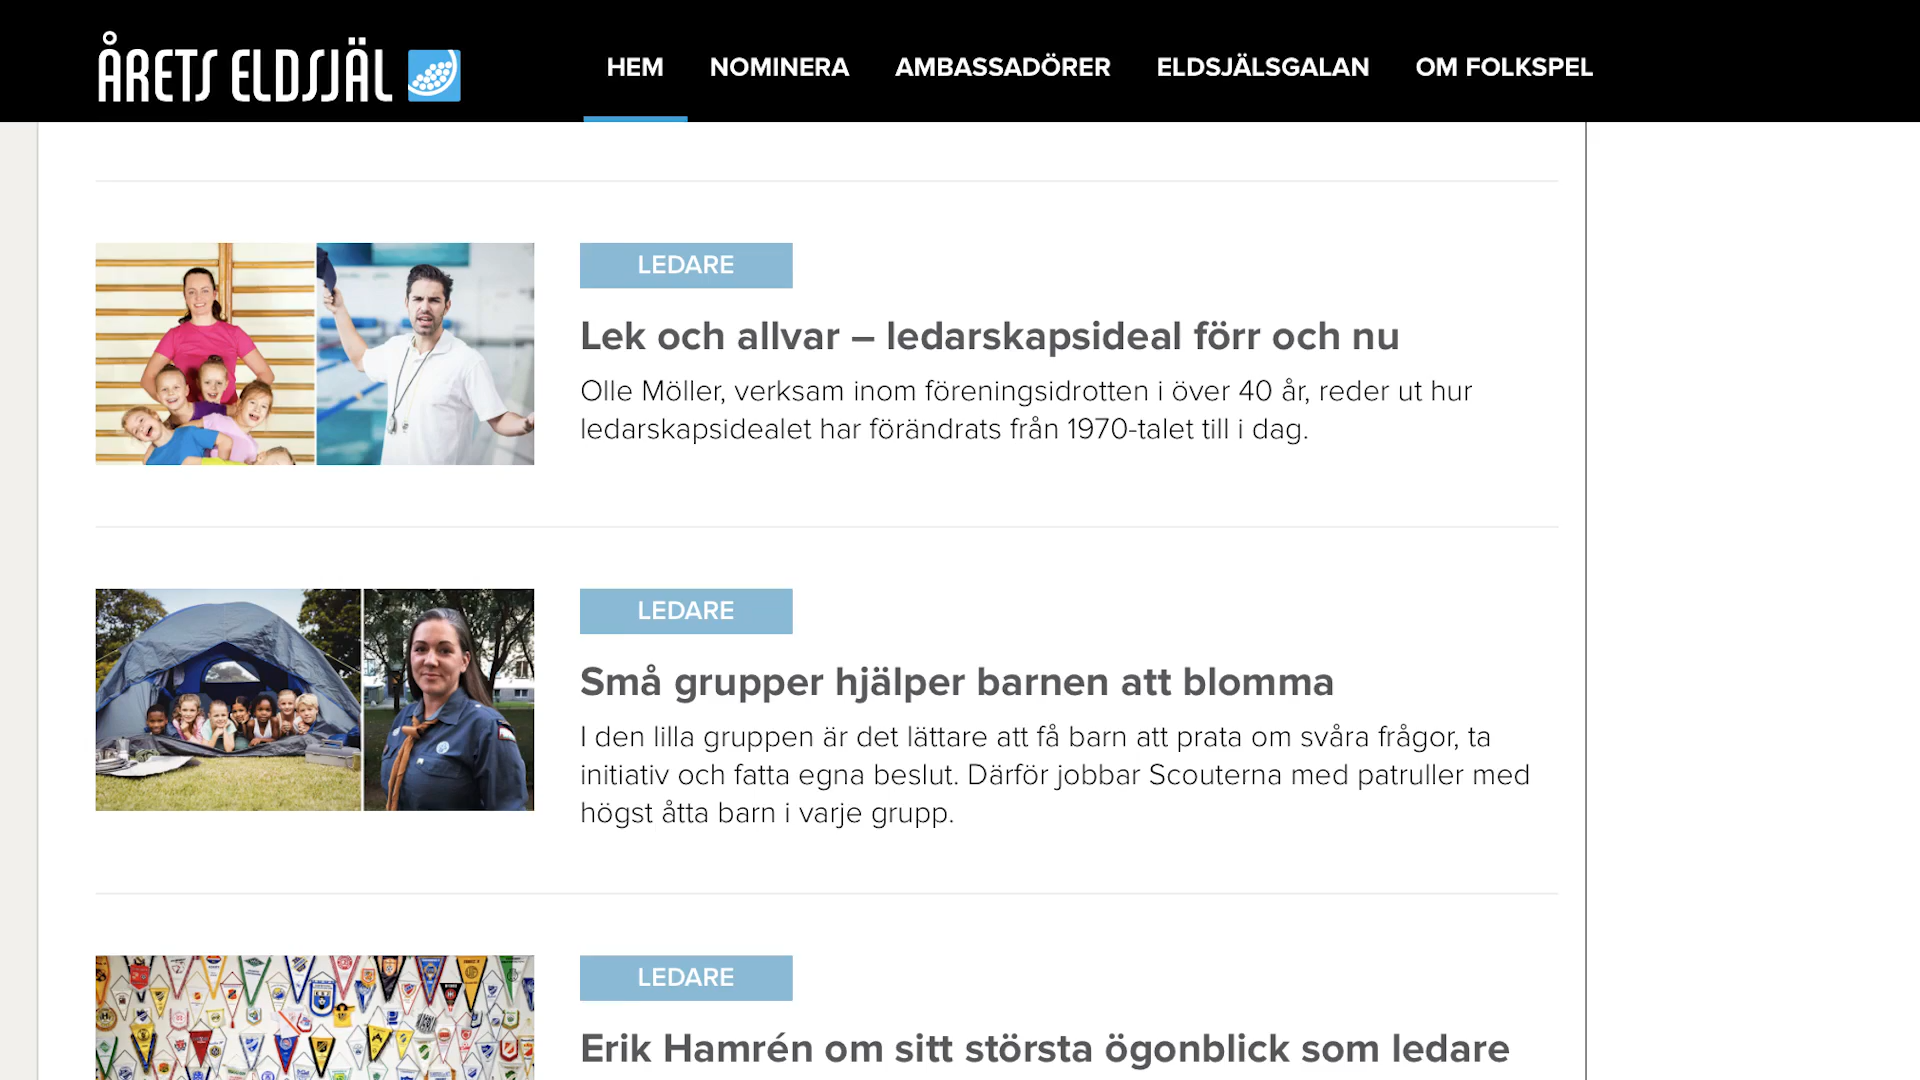 ÅRETS ELDSJÄL
HEM NOMINERA AMBASSADÖRER ELDSJÄLSGALAN OM FOLKSPEL
LEDARE
Lek och allvar – ledarskapsideal förr och nu
Olle Möller, verksam inom föreningsidrotten i över 40 år, reder ut hur
ledarskapsidealet har förändrats från 1970-talet till i dag.
LEDARE
Små grupper hjälper barnen att blomma
I den lilla gruppen är det lättare att få barn att prata om svåra frågor, ta
initiativ och fatta egna beslut. Därför jobbar Scouterna med patruller med
högst åtta barn i varje grupp.
LEDARE
Erik Hamrén om sitt största ögonblick som ledare